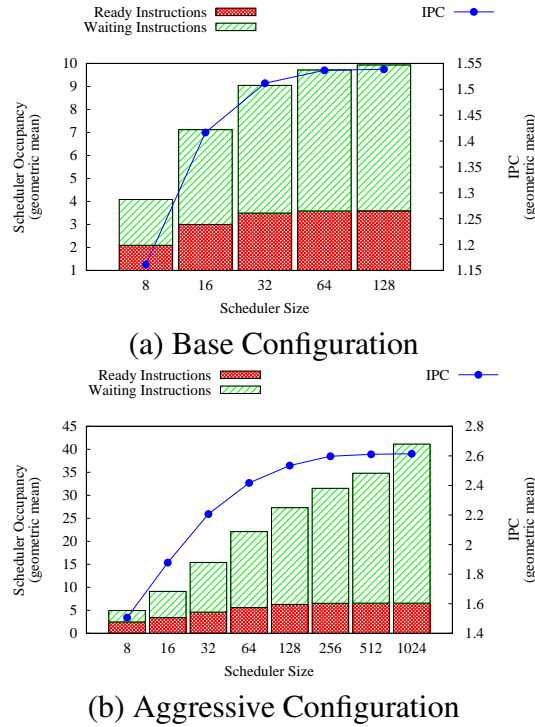 Ready Instructions
Waiting Instructions
IPC
10
9
8
7
6
5
4
3
2
1
Scheduler Occupancy
(geometric mean)
1.55
1.5
1.45
1.4
1.35
1.3
1.25
1.2
1.15
IPC
(geometric mean)
8 16 32 64 128
Scheduler Size
(a) Base Configuration
Ready Instructions
Waiting Instructions
IPC
45
40
35
30
25
20
15
10
5
0
Scheduler Occupancy
(geometric mean)
2.8
2.6
2.4
2.2
2
1.8
1.6
1.4
IPC
(geometric mean)
8 16 32 64 128 256 512 1024
Scheduler Size
(b) Aggressive Configuration